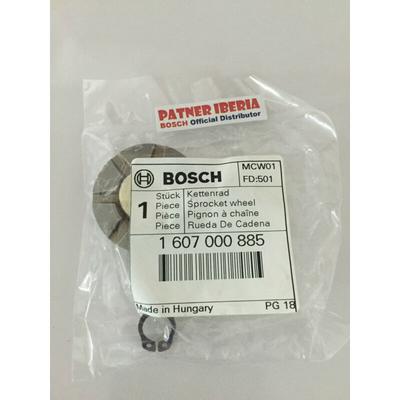 PATNER IBERIA
BOSCH Official Distributor
BOSCH
MCW01
FD:501
1
Stück Kettenrad
Piece Sprocket wheel
Pièce Pignon à chaîne
Piece Rueda De Cadena
1 607 000 885
Made in Hungary
PG 18